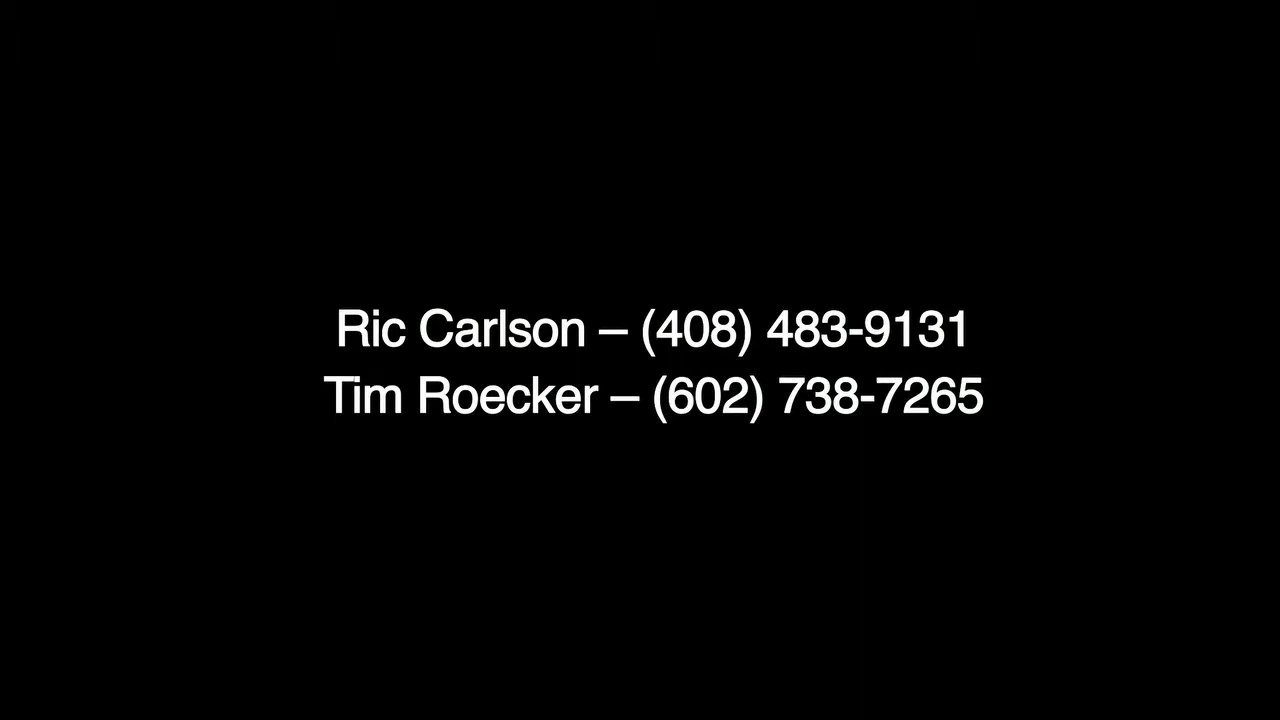 Ric Carlson – (408) 483-9131
Tim Roecker – (602) 738-7265